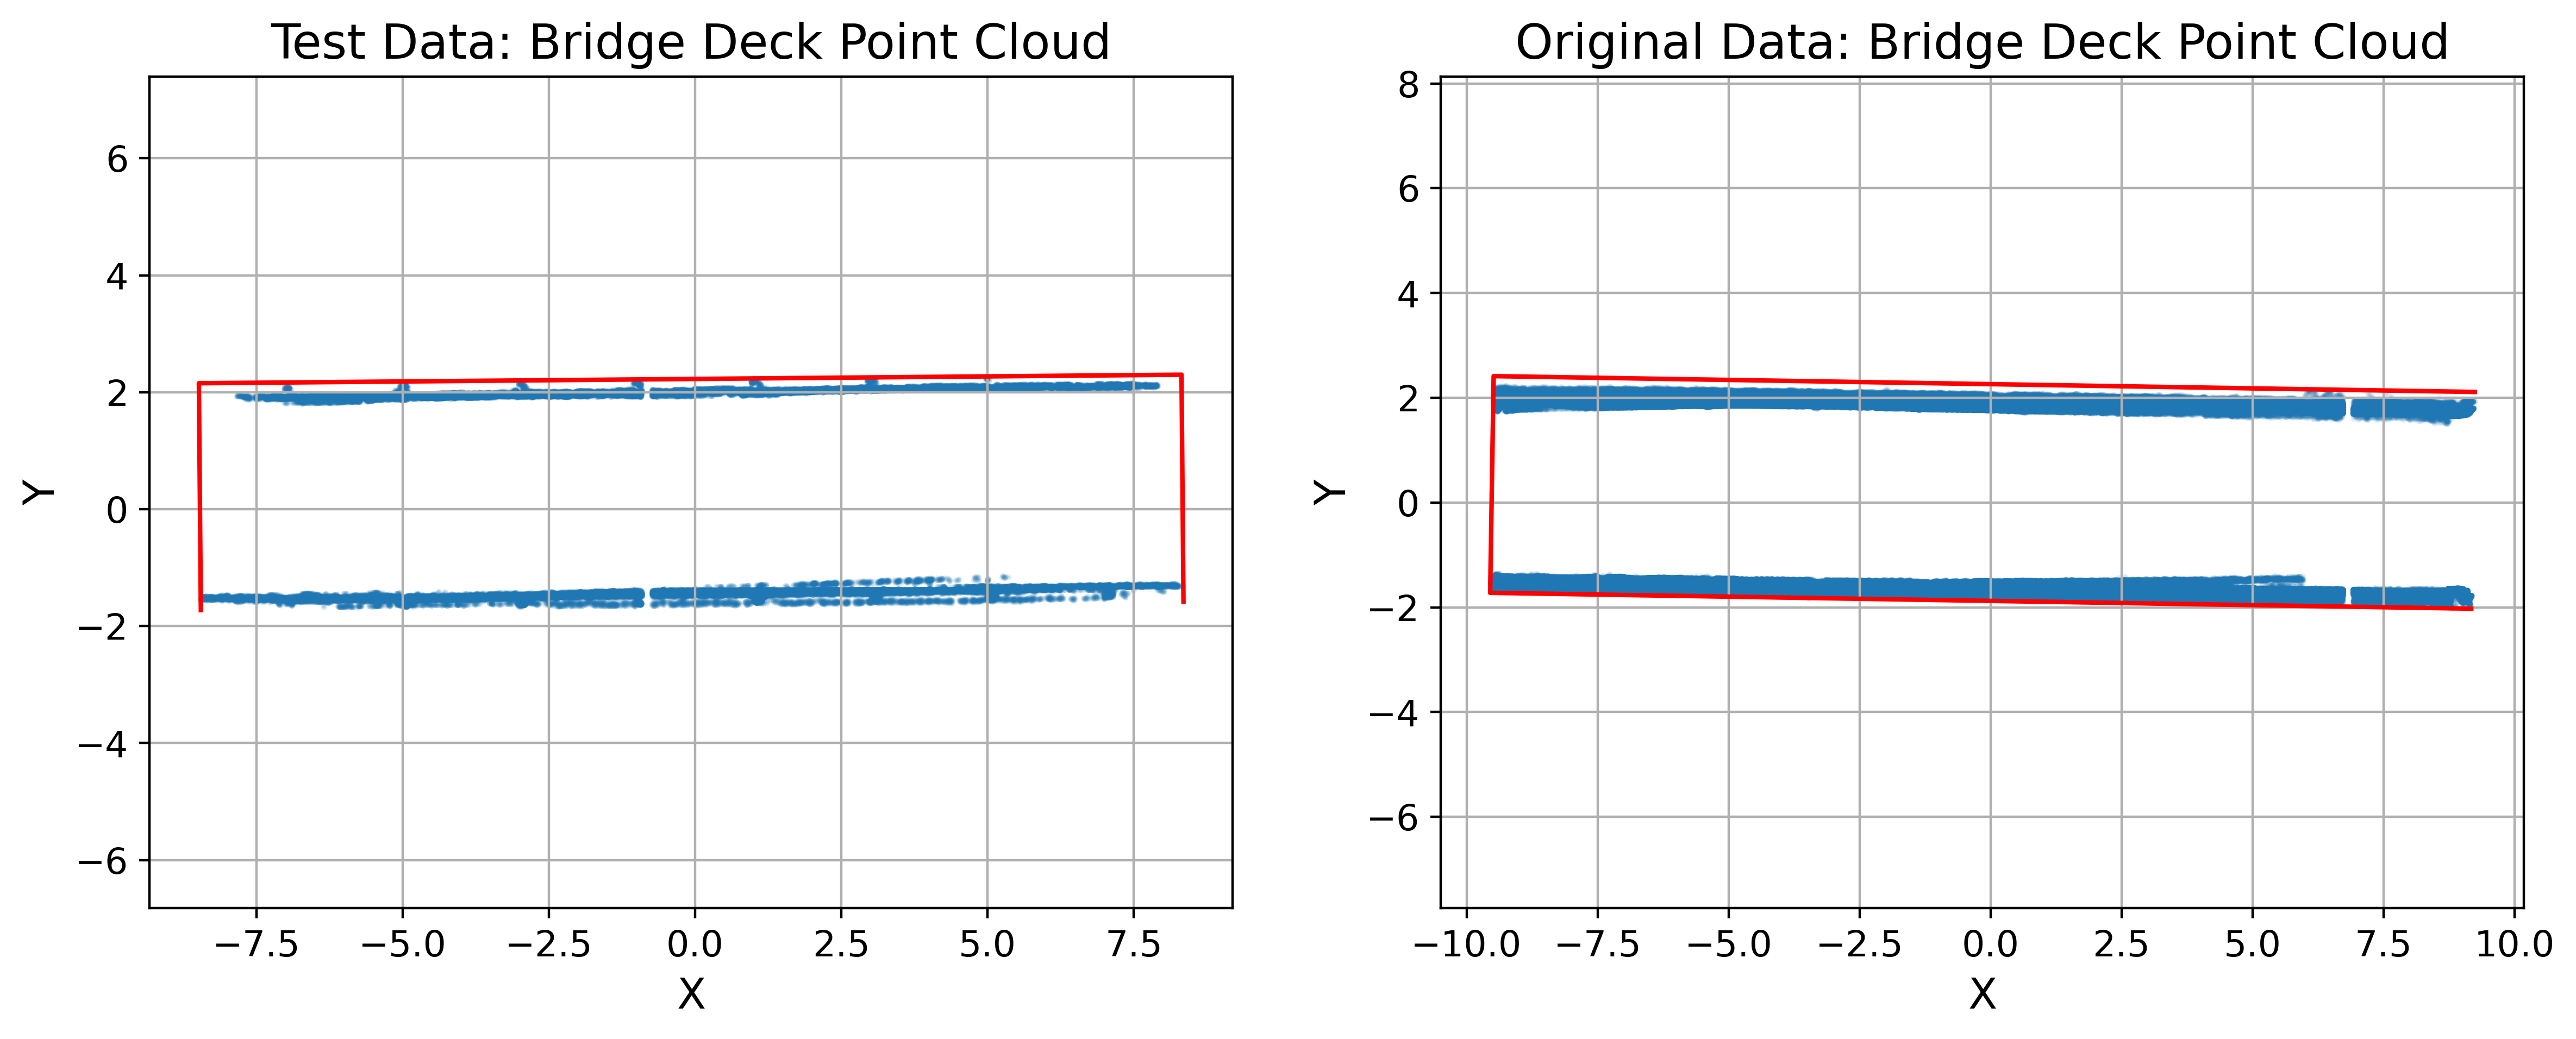 Test Data: Bridge Deck Point Cloud
6
4
2
0
−2
−4
−6
Y
−7.5 −5.0 −2.5 0.0 2.5 5.0 7.5
X
Original Data: Bridge Deck Point Cloud
8
6
4
2
0
−2
−4
−6
Y
−10.0 −7.5 −5.0 −2.5 0.0 2.5 5.0 7.5 10.0
X